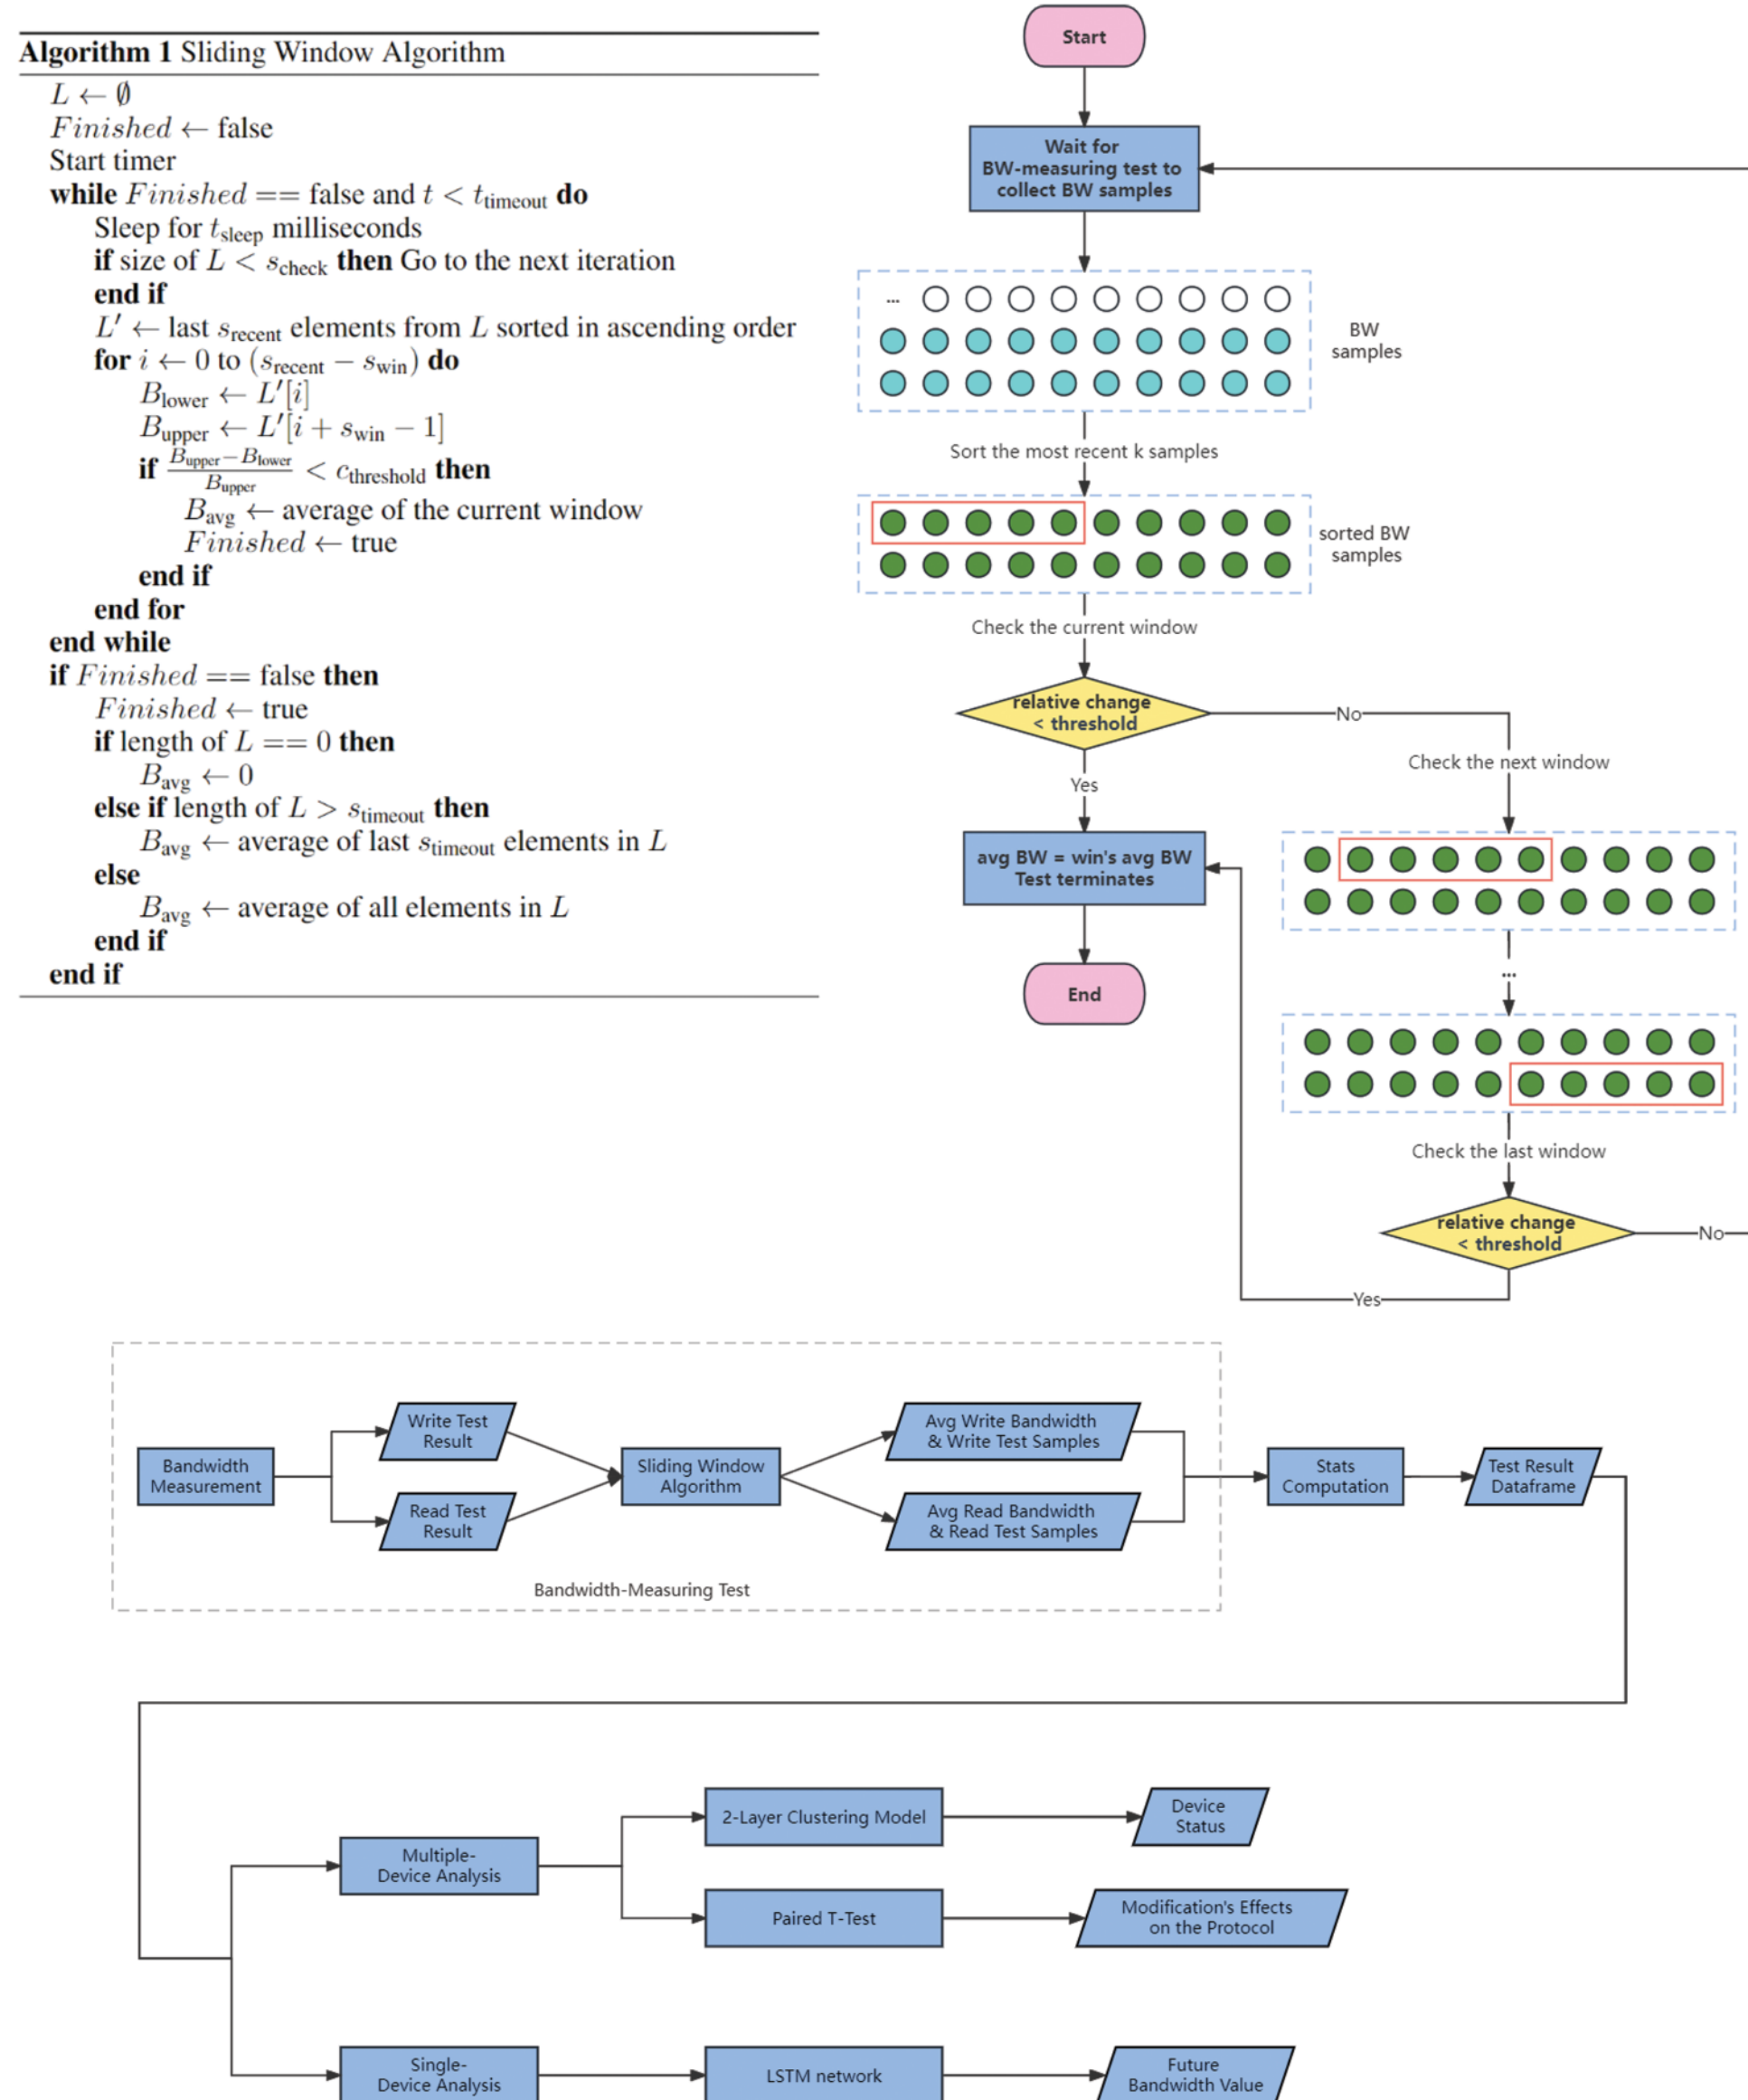 Algorithm 1 Sliding Window Algorithm
L ← ∅
Finished ← false
Start timer
while Finished == false and t < t_timeout do
Sleep for t_sleep milliseconds
if size of L < s_check then Go to the next iteration
end if
L′ ← last s_recent elements from L sorted in ascending order
for i ← 0 to (s_recent − s_win) do
B_lower ← L′[i]
B_upper ← L′[i + s_win − 1]
if (B_upper − B_lower) / B_upper < c_threshold then
B_avg ← average of the current window
Finished ← true
end if
end for
end while
if Finished == false then
Finished ← true
if length of L == 0 then
B_avg ← 0
else if length of L > s_timeout then
B_avg ← average of last s_timeout elements in L
else
B_avg ← average of all elements in L
end if
end if
Start
Wait for
BW-measuring test to
collect BW samples
...
BW
samples
Sort the most recent k samples
sorted BW
samples
Check the current window
relative change
< threshold
No
Yes
Check the next window
avg BW = win's avg BW
Test terminates
End
...
Check the last window
relative change
< threshold
No
Yes
Bandwidth
Measurement
Write Test
Result
Read Test
Result
Sliding Window
Algorithm
Avg Write Bandwidth
& Write Test Samples
Avg Read Bandwidth
& Read Test Samples
Bandwidth-Measuring Test
Stats
Computation
Test Result
Dataframe
Multiple-
Device Analysis
2-Layer Clustering Model
Device
Status
Paired T-Test
Modification's Effects
on the Protocol
Single-
Device Analysis
LSTM network
Future
Bandwidth Value